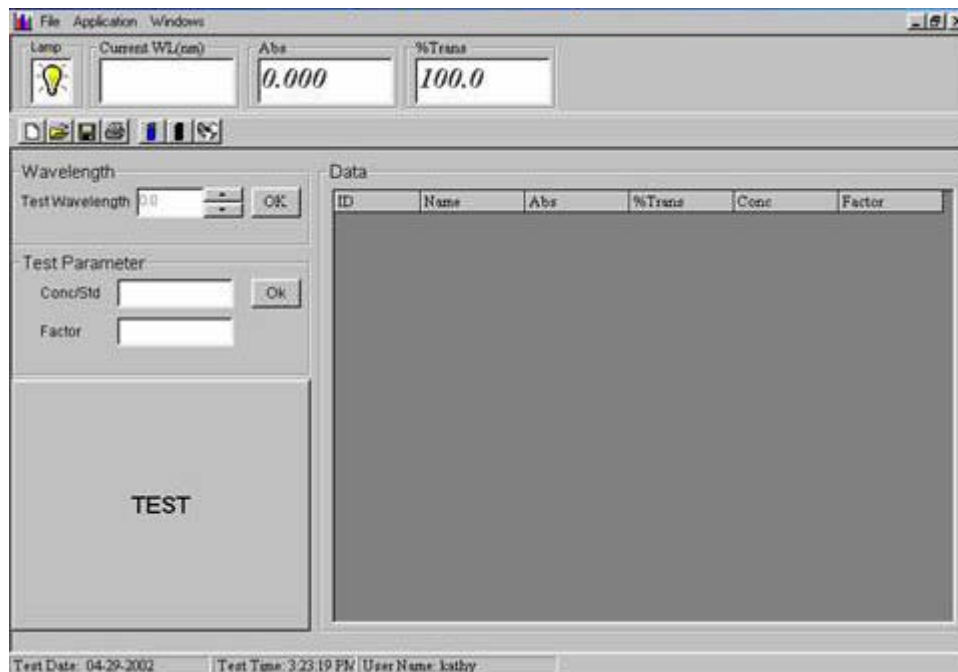 File Application Windows
Lamp Current WL(nm) Abs %Trans
0.000 100.0
Wavelength
Test Wavelength 0.0 OK
Test Parameter
Conc/Std Ok
Factor
TEST
Data
ID Name Abs %Trans Conc Factor
Test Date: 04-29-2002 Test Time: 3:23:19 PM User Name: kathy